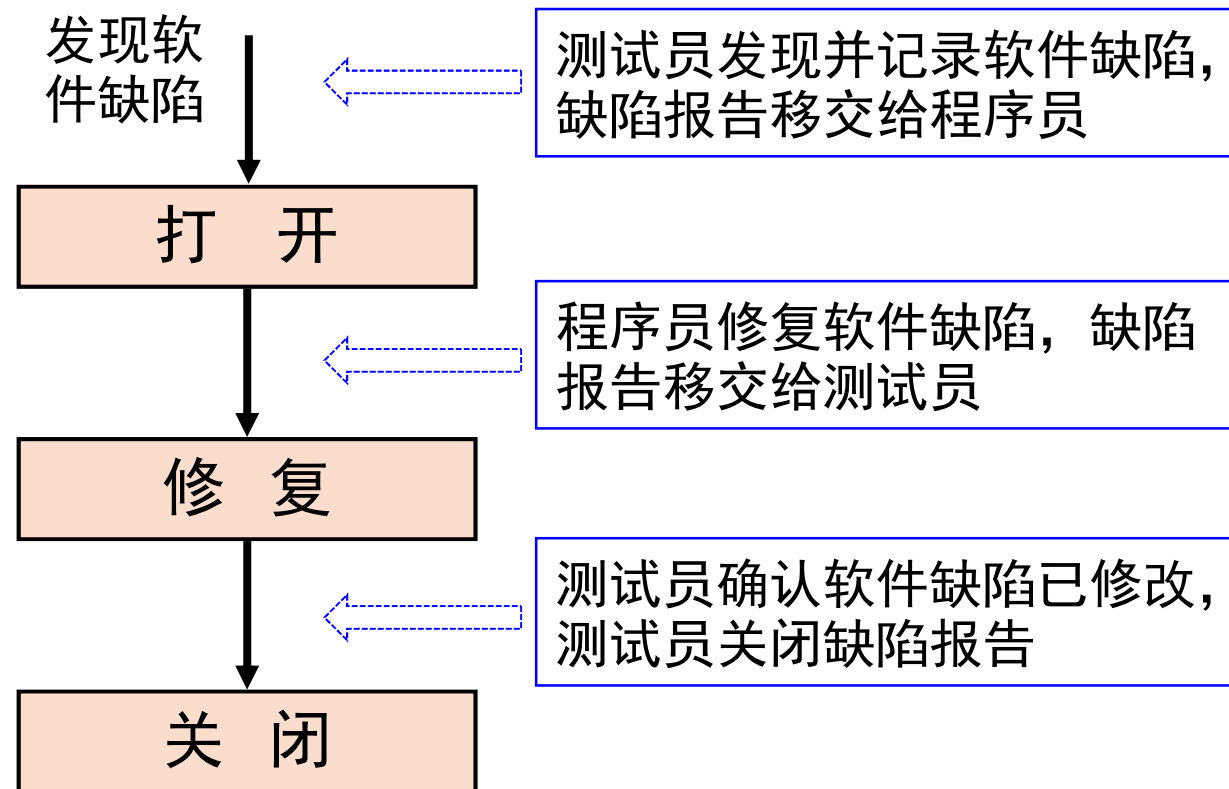 发现软
件缺陷
测试员发现并记录软件缺陷，
缺陷报告移交给程序员
打 开
程序员修复软件缺陷，缺陷
报告移交给测试员
修 复
测试员确认软件缺陷已修改，
测试员关闭缺陷报告
关 闭